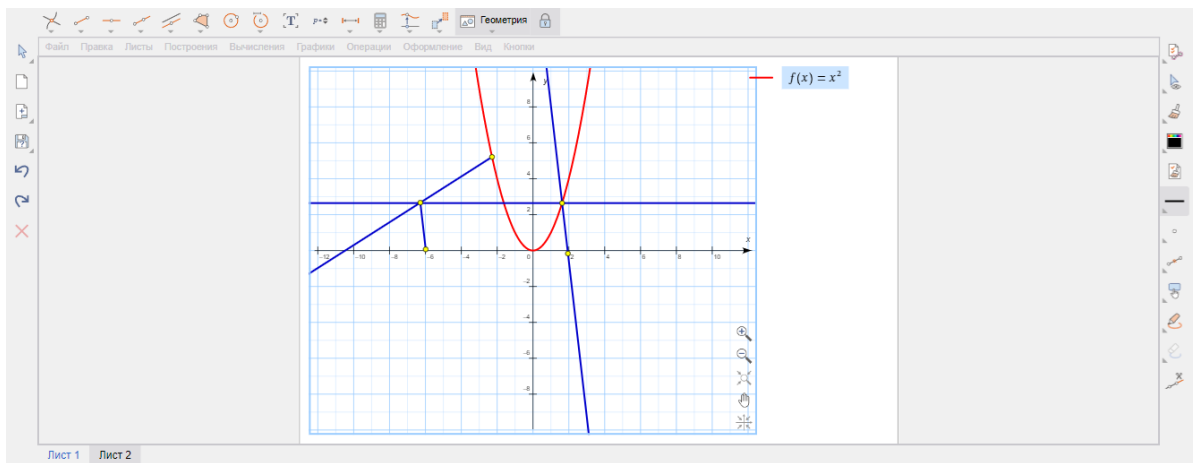 T P=Φ Геометрия
Файл Правка Листы Построения Вычисления Графики Операции Оформление Вид Кнопки
f(x) = x²
y
8
6
4
2
x
-12 -10 -8 -6 -4 -2 0 2 4 6 8 10
-2
-4
-6
-8
Лист 1 Лист 2